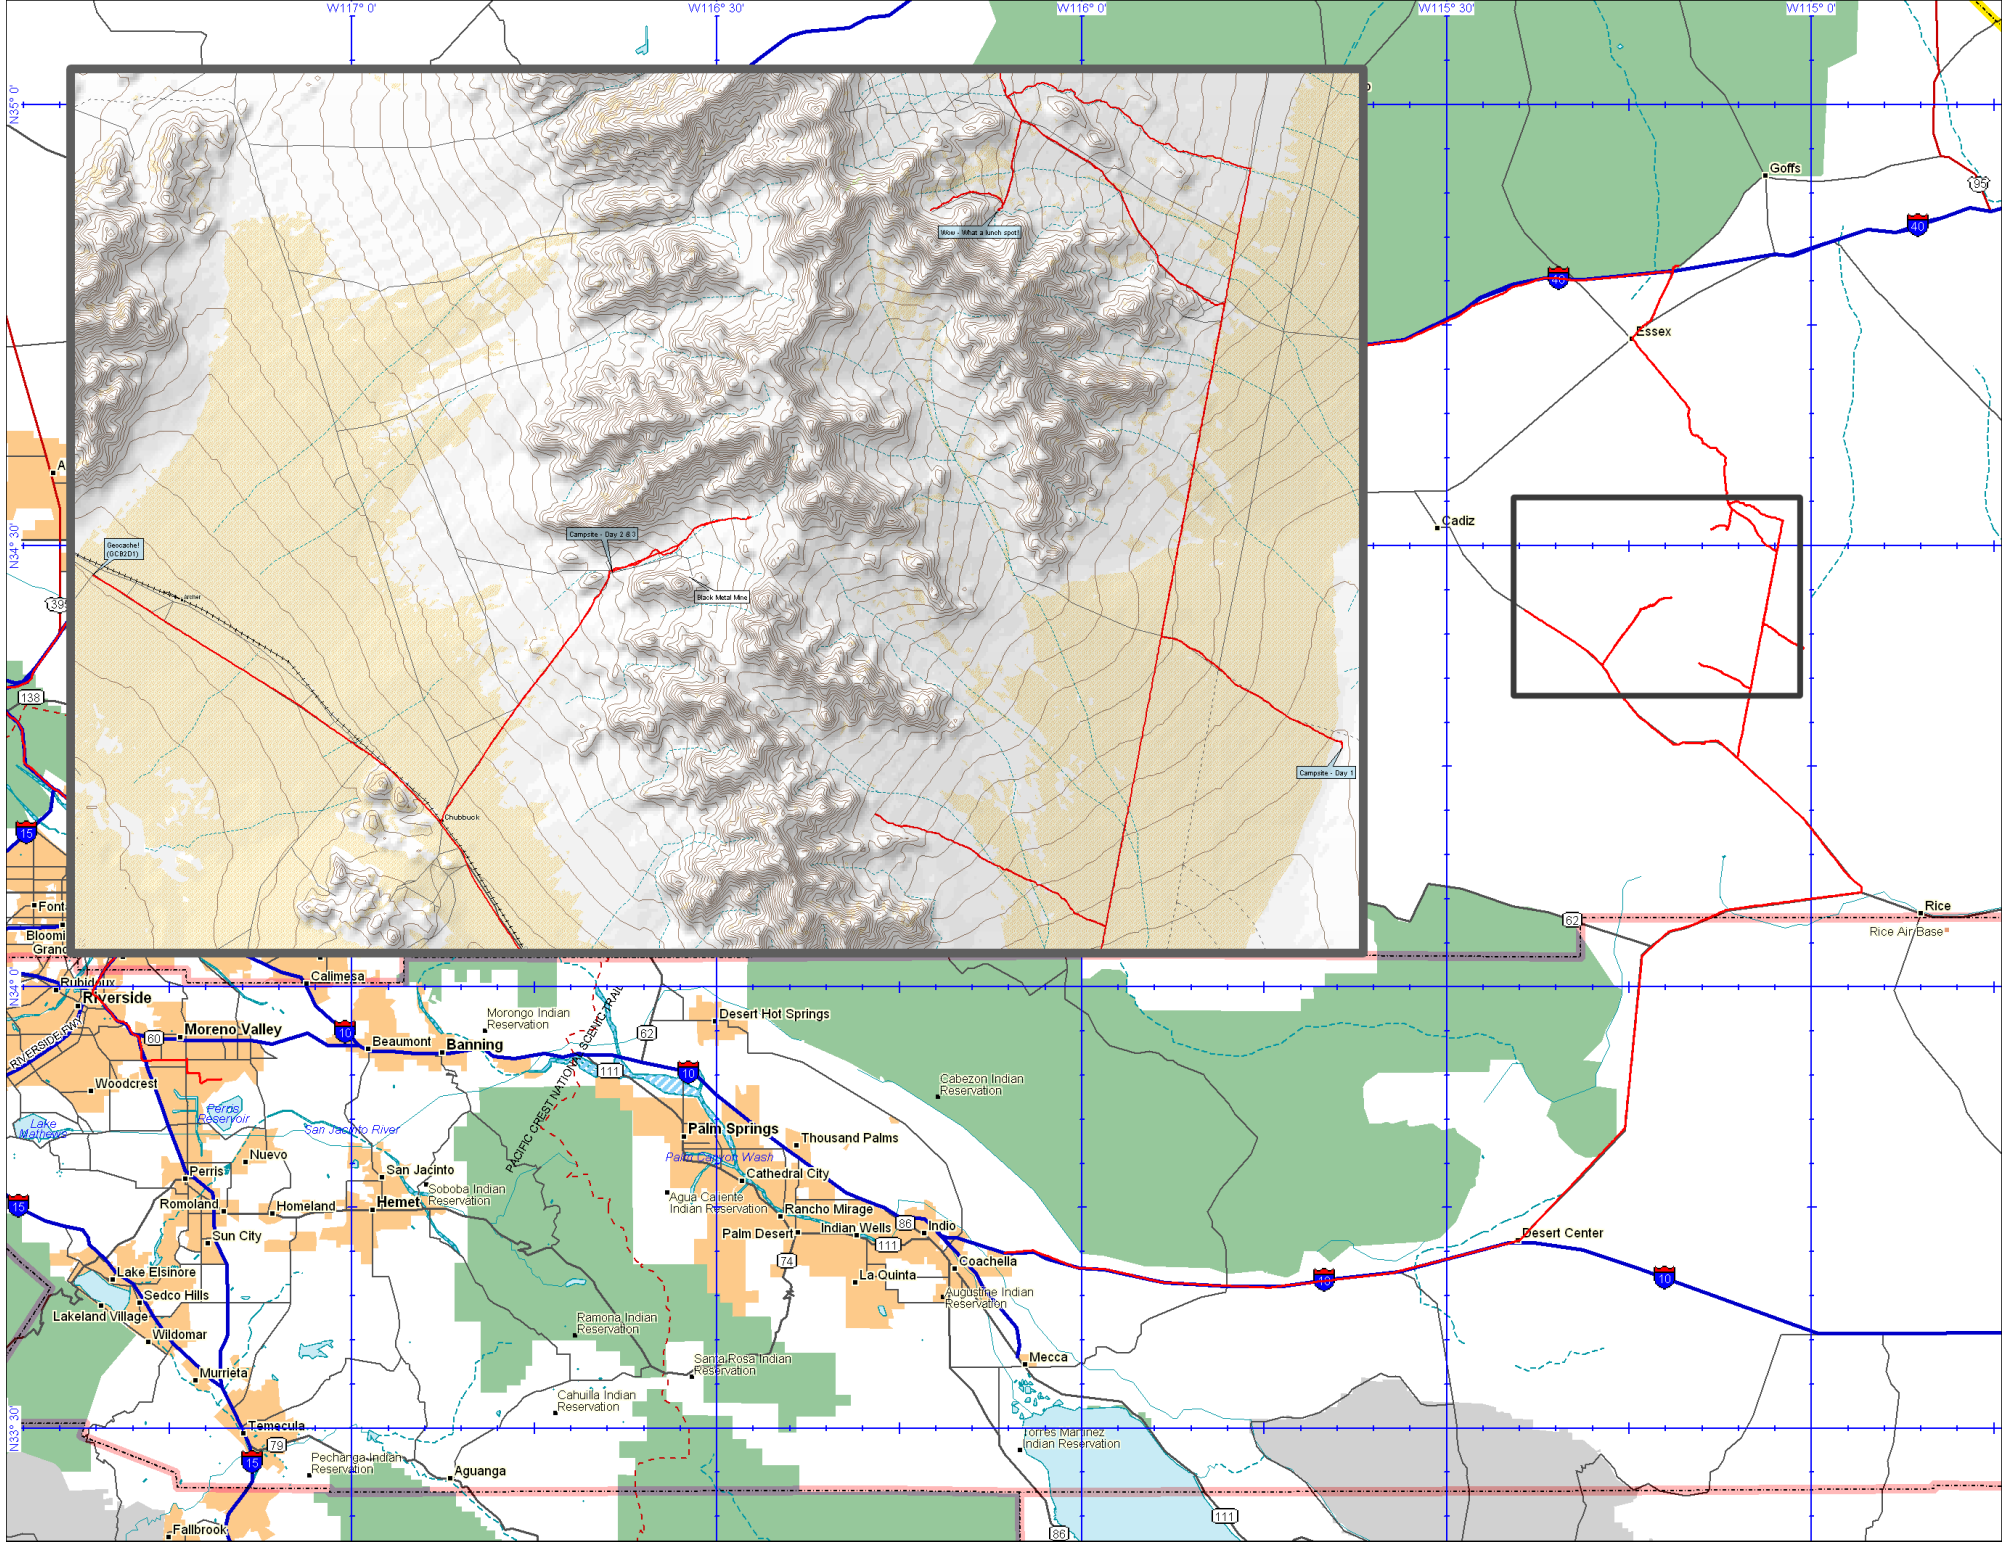 W117° 0'
W116° 30'
W116° 0'
W115° 30'
W115° 0'
N35° 0'
Goffs
95
40
40
Essex
Wow - What a lunch spot!
A
N34° 30'
Cadiz
Campsite - Day 2 & 3
Geocache!
(GCB2D1)
Black Metal Mine
395
138
Campsite - Day 1
Chubbuck
15
Font
Bloomi
Grand
62
Rice
Rice Air Base
N34° 0'
Rubidoux
Riverside
RIVERSIDE FWY
Calimesa
60
Moreno Valley
10
Beaumont
Banning
Morongo Indian
Reservation
PACIFIC CREST NATIONAL SCENIC TRAIL
62
111
Desert Hot Springs
10
Woodcrest
Perris
Reservoir
Lake
Mathews
San Jacinto River
Cabezon Indian
Reservation
Palm Springs
Thousand Palms
Palm Canyon Wash
Cathedral City
Nuevo
Perris
San Jacinto
Soboba Indian
Reservation
Agua Caliente
Indian Reservation
Rancho Mirage
15
Romoland
Homeland
Hemet
Indian Wells
86
Indio
Palm Desert
111
Sun City
Desert Center
74
Coachella
La Quinta
10
10
Lake Elsinore
Sedco Hills
Lakeland Village
Augustine Indian
Reservation
Wildomar
Ramona Indian
Reservation
Murrieta
Santa Rosa Indian
Reservation
Mecca
Cahuilla Indian
Reservation
N33° 30'
Temecula
79
15
Pechanga Indian
Reservation
Aguanga
Torres Martinez
Indian Reservation
Fallbrook
86
111